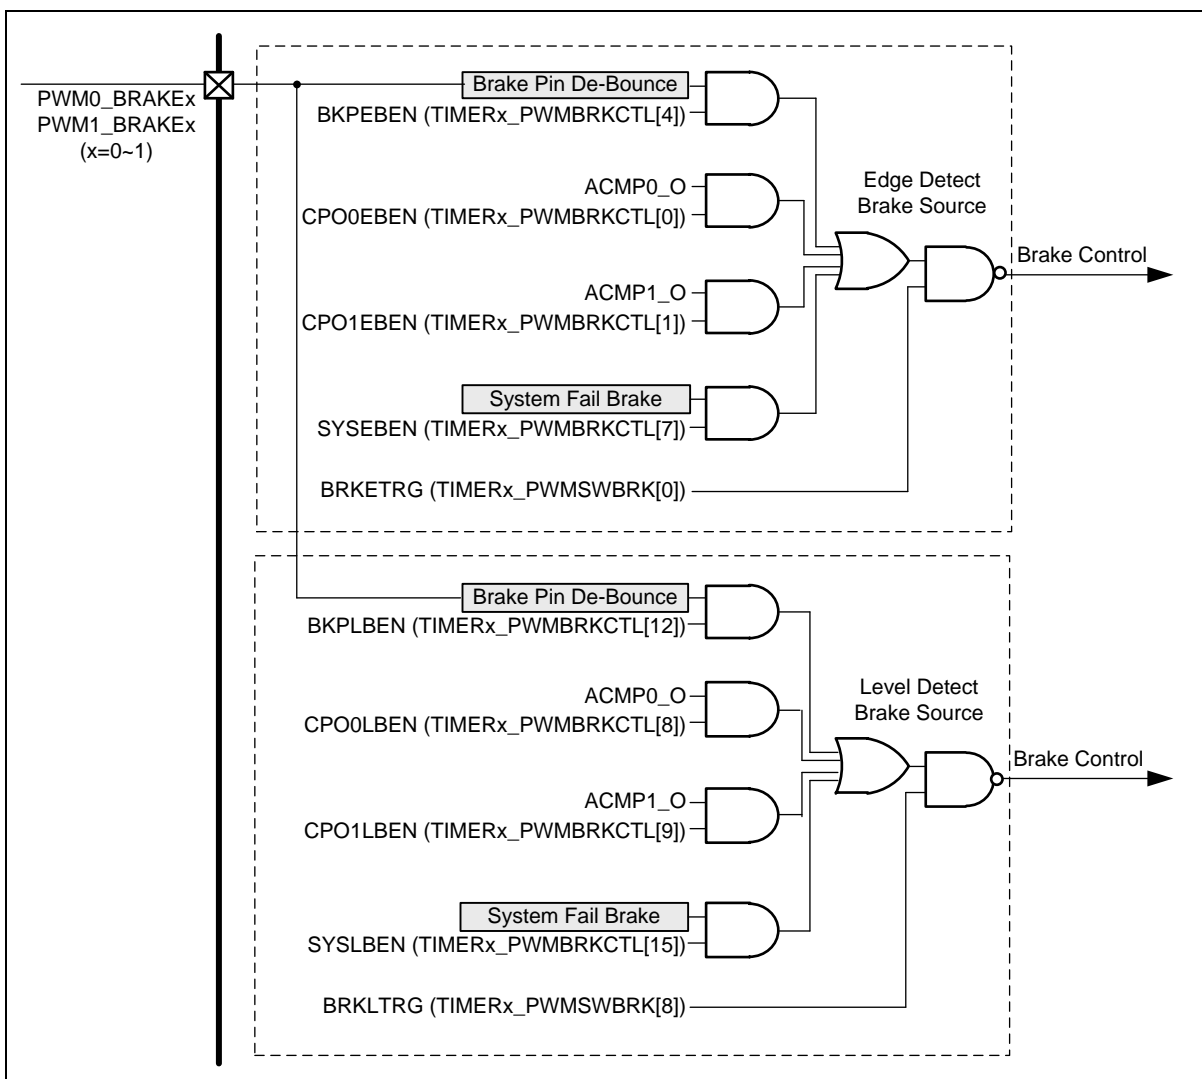 PWM0_BRAKEx
PWM1_BRAKEx
(x=0~1)
Brake Pin De-Bounce
BKPEBEN (TIMERx_PWMBRKCTL[4])
ACMP0_O
CPO0EBEN (TIMERx_PWMBRKCTL[0])
ACMP1_O
CPO1EBEN (TIMERx_PWMBRKCTL[1])
System Fail Brake
SYSEBEN (TIMERx_PWMBRKCTL[7])
BRKETRG (TIMERx_PWMSWBRK[0])
Edge Detect
Brake Source
Brake Control
Brake Pin De-Bounce
BKPLBEN (TIMERx_PWMBRKCTL[12])
ACMP0_O
CPO0LBEN (TIMERx_PWMBRKCTL[8])
ACMP1_O
CPO1LBEN (TIMERx_PWMBRKCTL[9])
System Fail Brake
SYSLBEN (TIMERx_PWMBRKCTL[15])
BRKLTRG (TIMERx_PWMSWBRK[8])
Level Detect
Brake Source
Brake Control